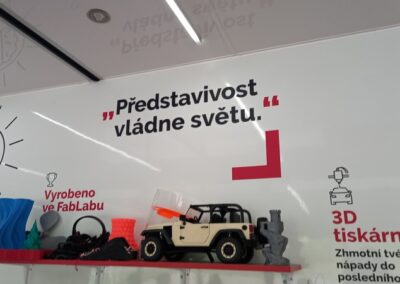 „Představivost
vládne světu.“
Vyrobeno
ve FabLabu
3D
tiskárn
Zhmotni tvé
nápady do
posledního